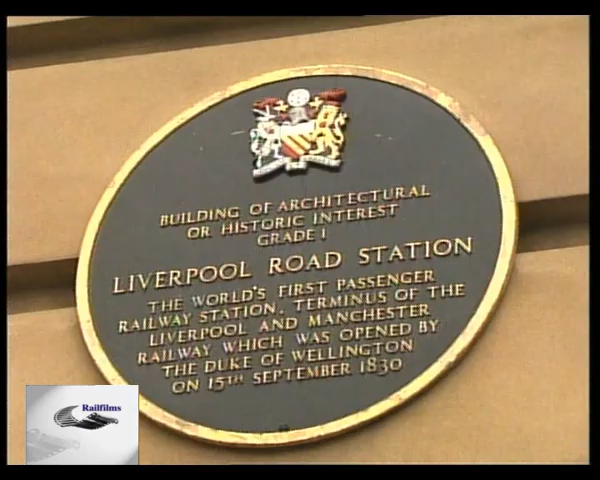 BUILDING OF ARCHITECTURAL
OR HISTORIC INTEREST
GRADE I
LIVERPOOL ROAD STATION
THE WORLD'S FIRST PASSENGER
RAILWAY STATION, TERMINUS OF THE
LIVERPOOL AND MANCHESTER
RAILWAY WHICH WAS OPENED BY
THE DUKE OF WELLINGTON
ON 15TH SEPTEMBER 1830
Railfilms